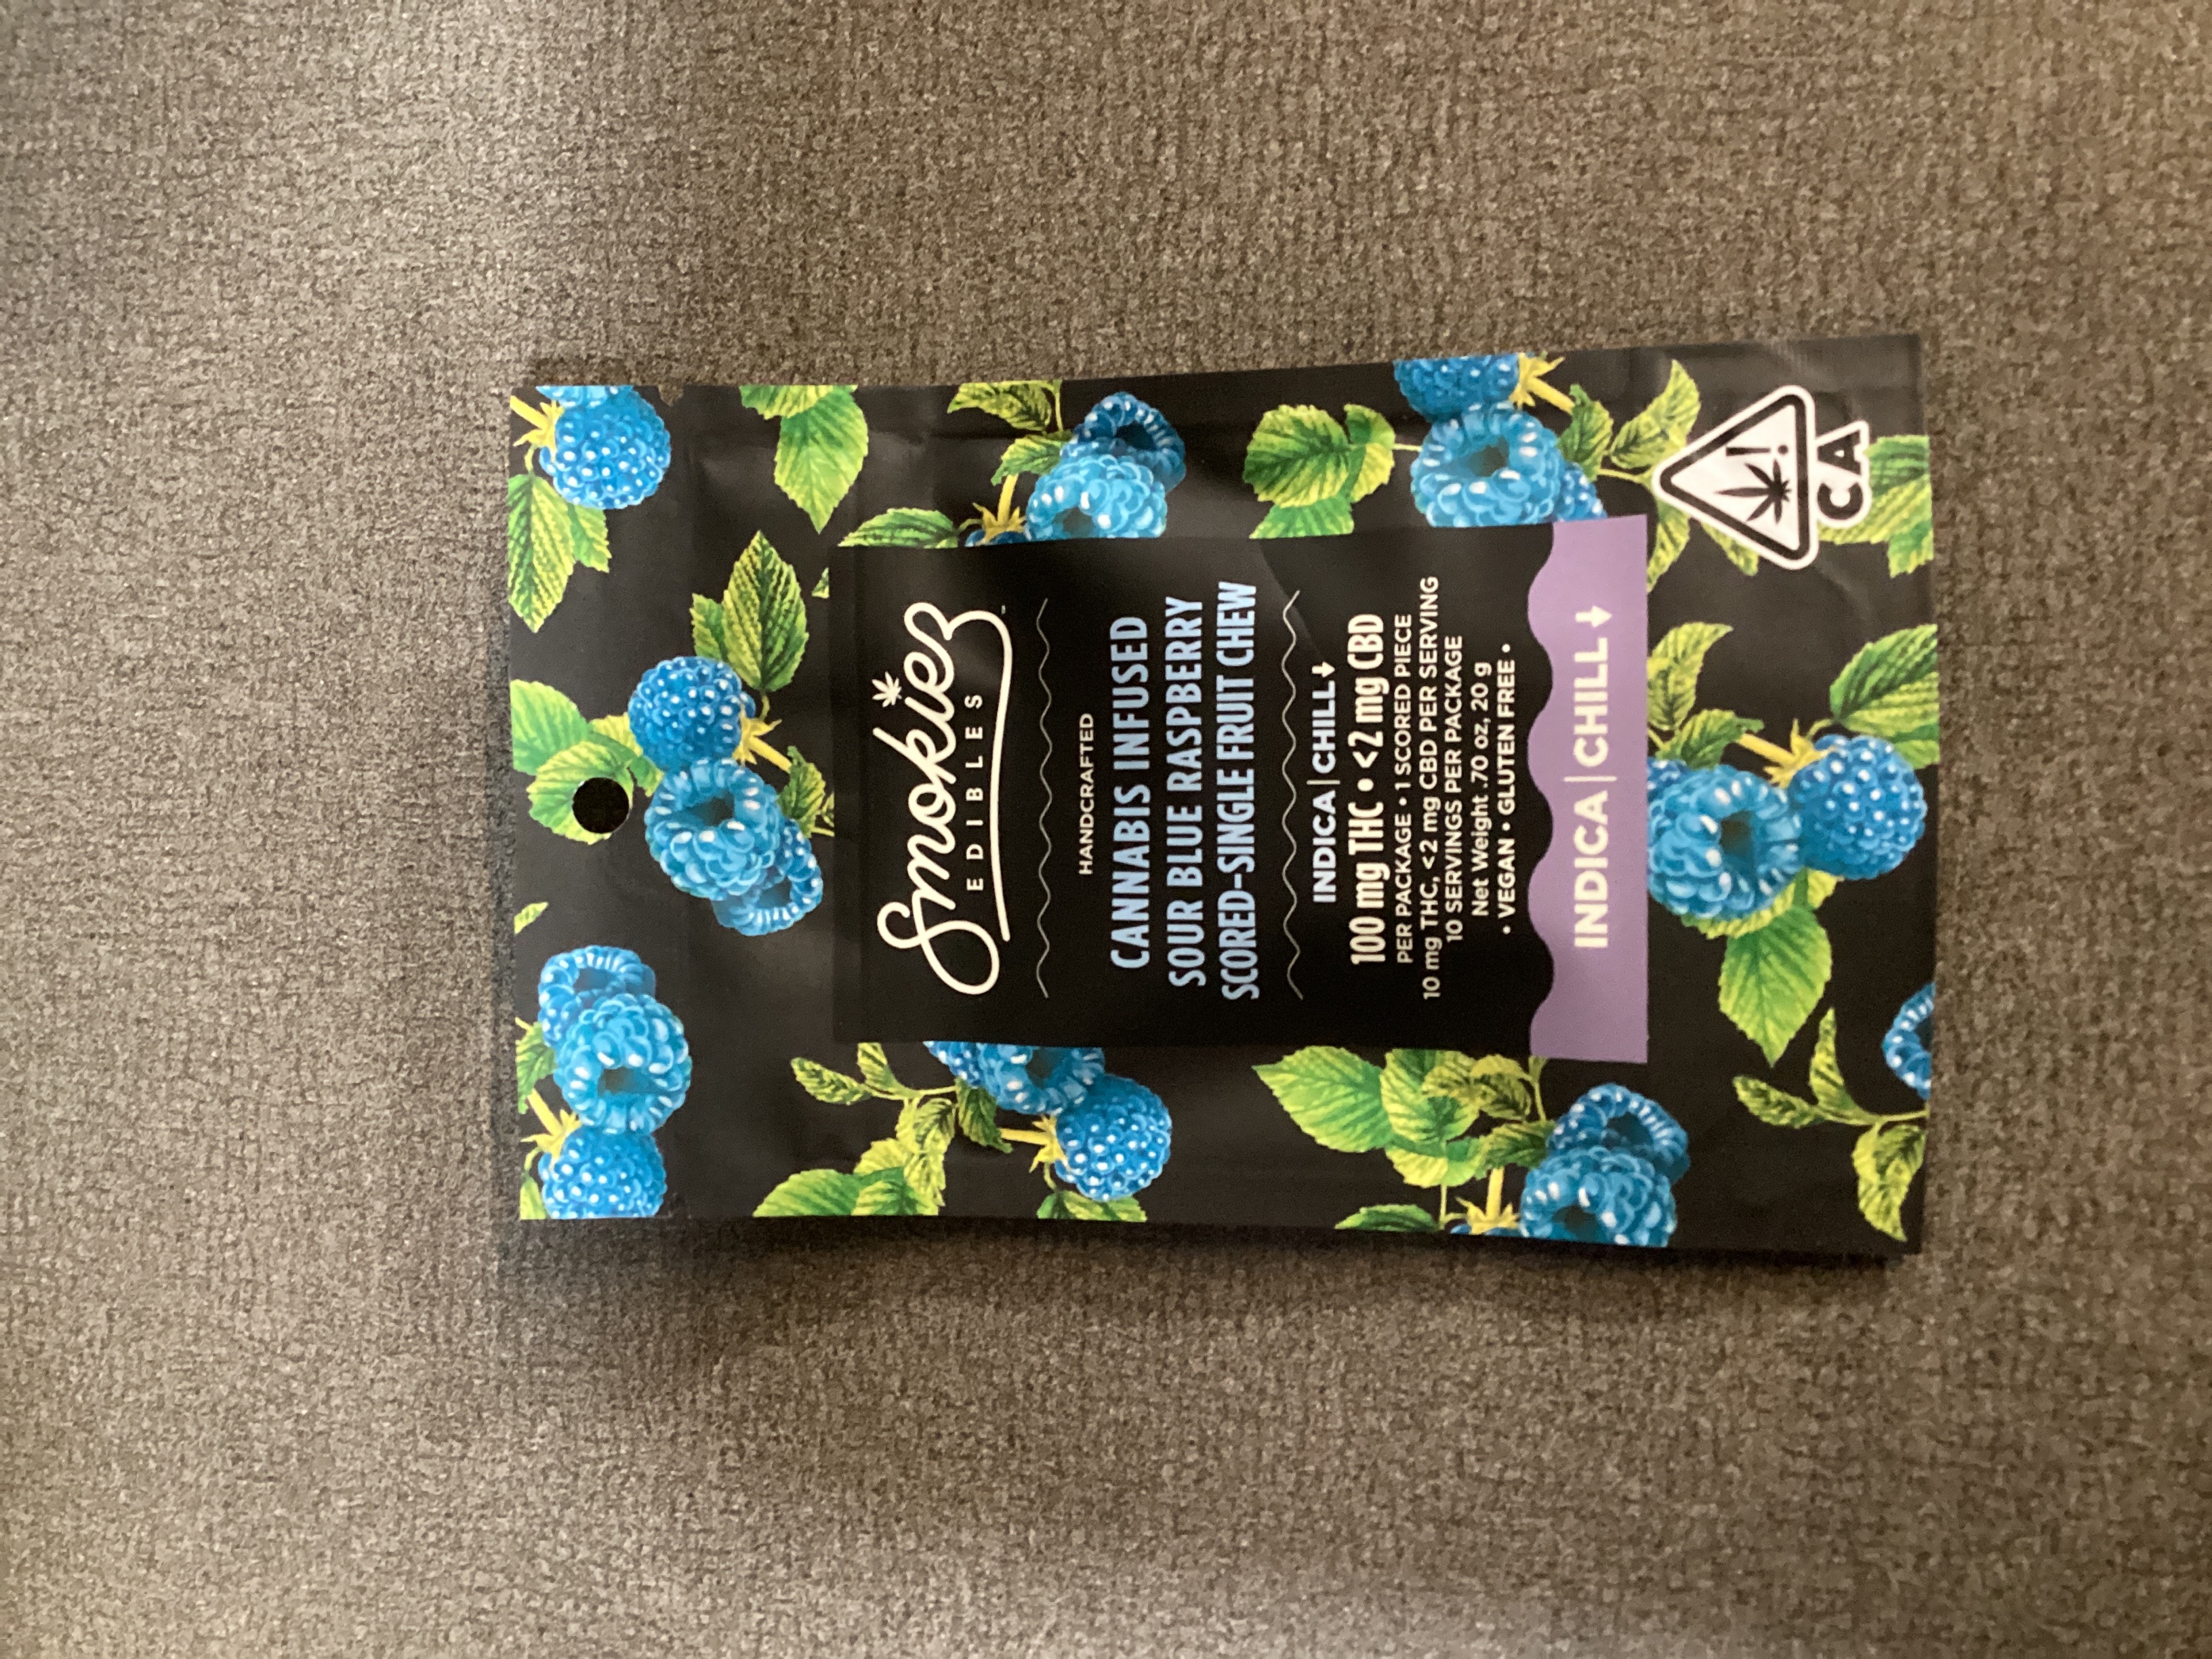 Smokiez™
EDIBLES
HANDCRAFTED
CANNABIS INFUSED
SOUR BLUE RASPBERRY
SCORED-SINGLE FRUIT CHEW
INDICA | CHILL↓
100 mg THC • <2 mg CBD
PER PACKAGE • 1 SCORED PIECE
10 mg THC, <2 mg CBD PER SERVING
10 SERVINGS PER PACKAGE
Net Weight .70 oz, 20 g
• VEGAN • GLUTEN FREE •
INDICA | CHILL↓
!
CA